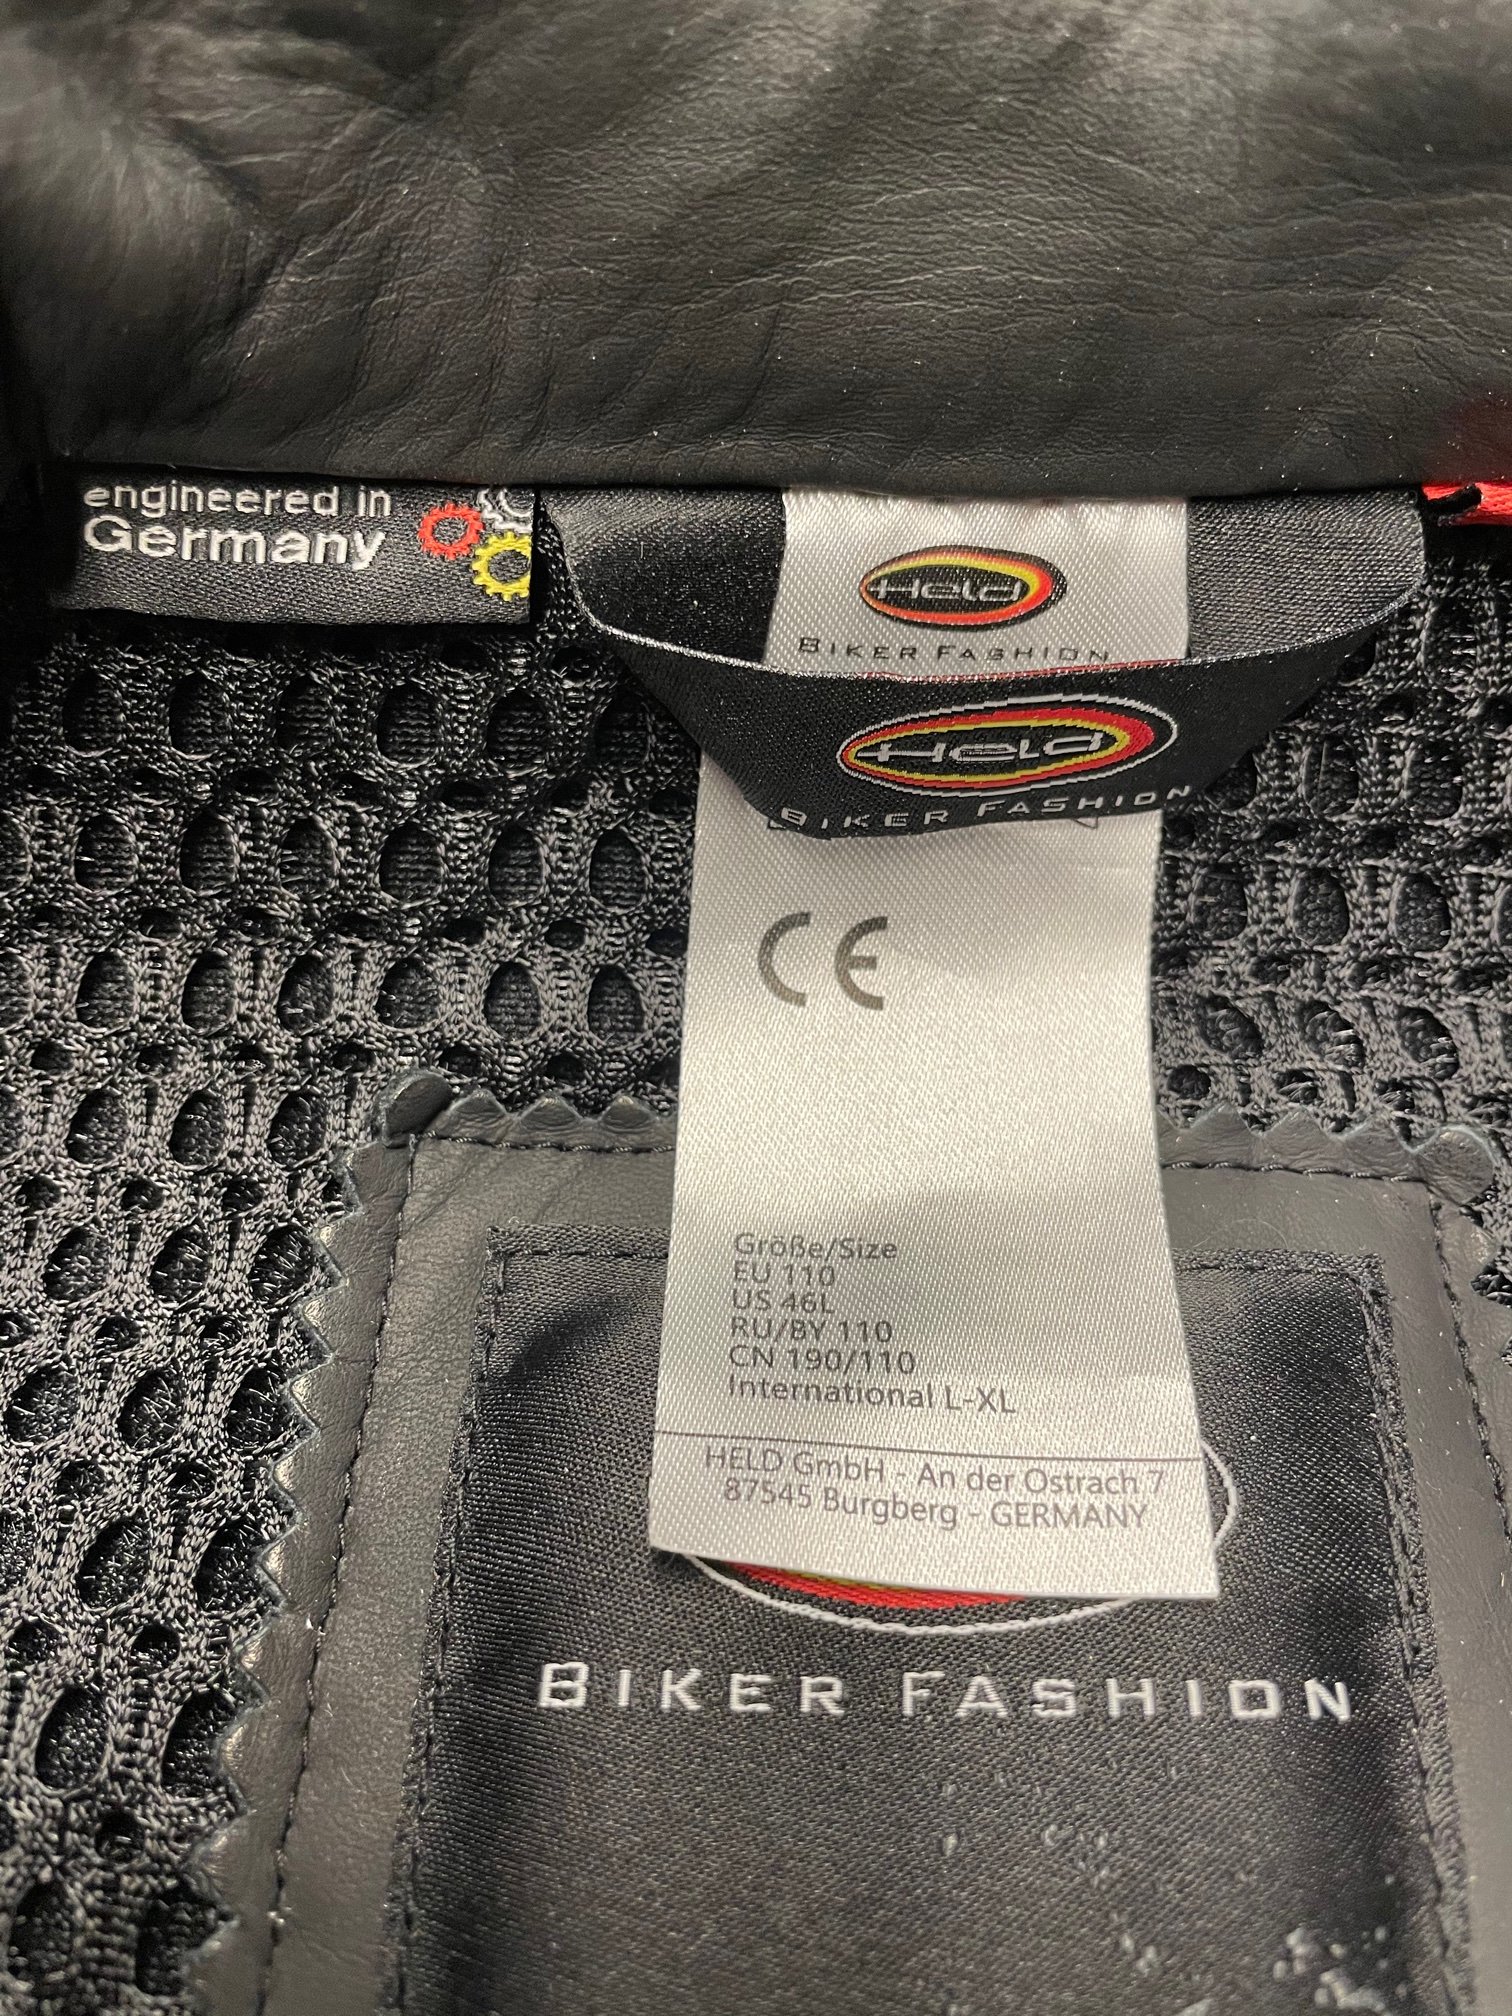 engineered in
Germany
Held
BIKER FASHION
Held
BIKER FASHION
CE
Größe/Size
EU 110
US 46L
RU/BY 110
CN 190/110
International L-XL
HELD GmbH - An der Ostrach 7
87545 Burgberg - GERMANY
BIKER FASHION